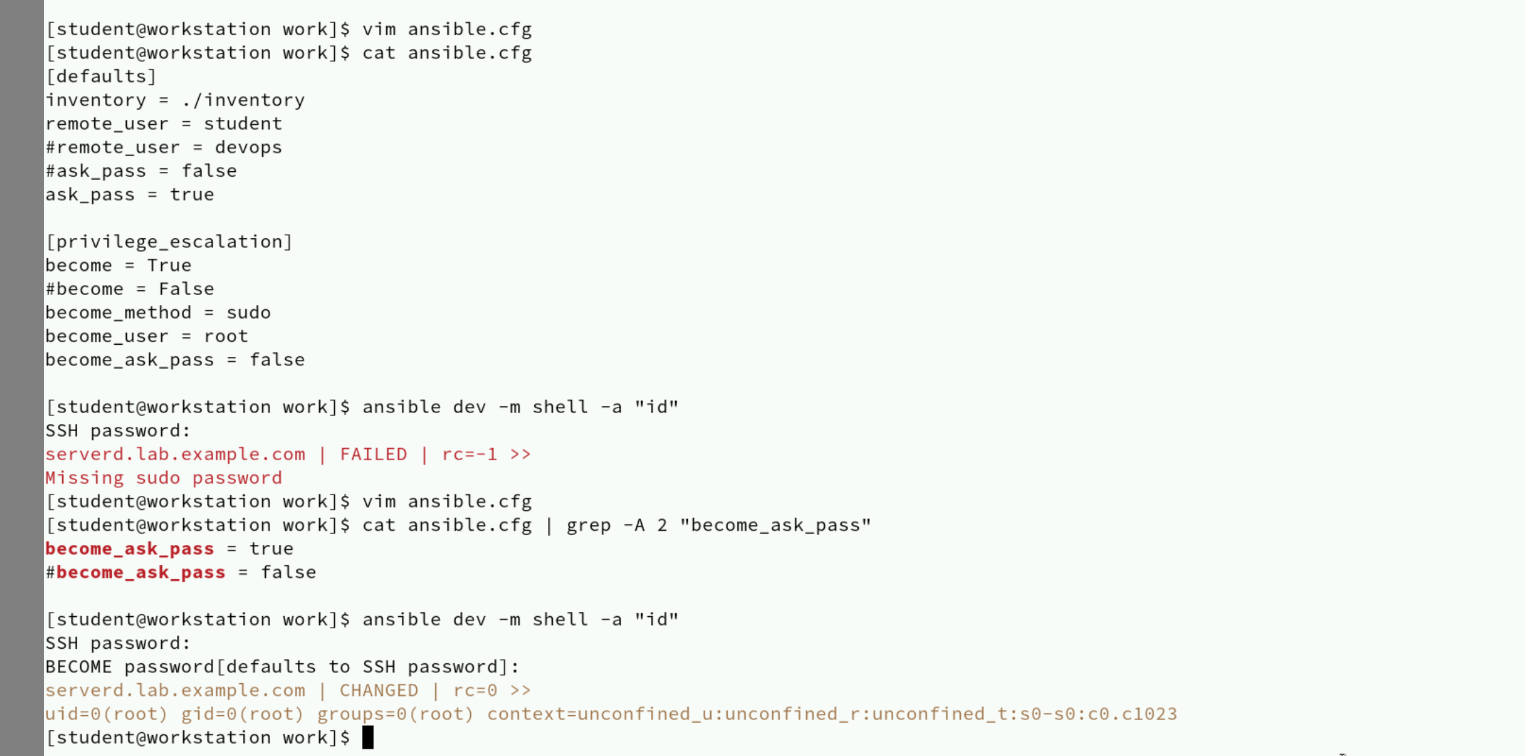 [student@workstation work]$ vim ansible.cfg
[student@workstation work]$ cat ansible.cfg
[defaults]
inventory = ./inventory
remote_user = student
#remote_user = devops
#ask_pass = false
ask_pass = true

[privilege_escalation]
become = True
#become = False
become_method = sudo
become_user = root
become_ask_pass = false

[student@workstation work]$ ansible dev -m shell -a "id"
SSH password:
serverd.lab.example.com | FAILED | rc=-1 >>
Missing sudo password
[student@workstation work]$ vim ansible.cfg
[student@workstation work]$ cat ansible.cfg | grep -A 2 "become_ask_pass"
become_ask_pass = true
#become_ask_pass = false

[student@workstation work]$ ansible dev -m shell -a "id"
SSH password:
BECOME password[defaults to SSH password]:
serverd.lab.example.com | CHANGED | rc=0 >>
uid=0(root) gid=0(root) groups=0(root) context=unconfined_u:unconfined_r:unconfined_t:s0-s0:c0.c1023
[student@workstation work]$